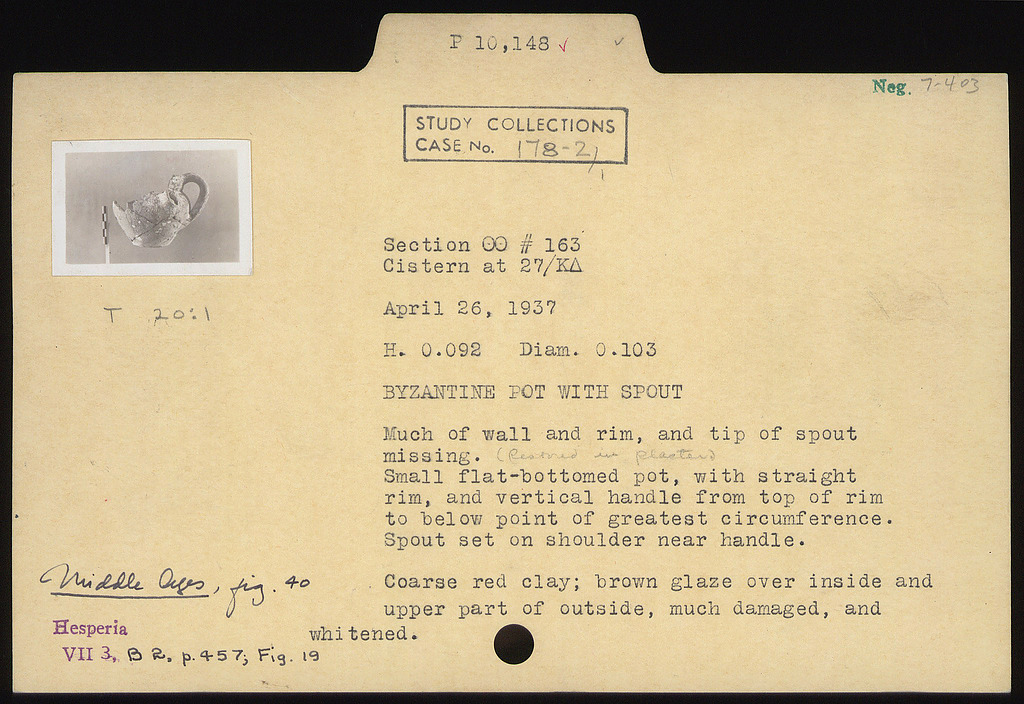 P 10,148 ✓ ✓
Neg. 7-403
STUDY COLLECTIONS
CASE No. 178-2/1
Section OO # 163
Cistern at 27/ΚΔ
T 20:1
April 26, 1937
H. 0.092 Diam. 0.103
BYZANTINE POT WITH SPOUT
Much of wall and rim, and tip of spout
missing. (Restored in plaster)
Small flat-bottomed pot, with straight
rim, and vertical handle from top of rim
to below point of greatest circumference.
Spout set on shoulder near handle.
Coarse red clay; brown glaze over inside and
upper part of outside, much damaged, and
whitened.
Middle Ages, fig. 40
Hesperia
VII 3, B 2, p. 457; Fig. 19